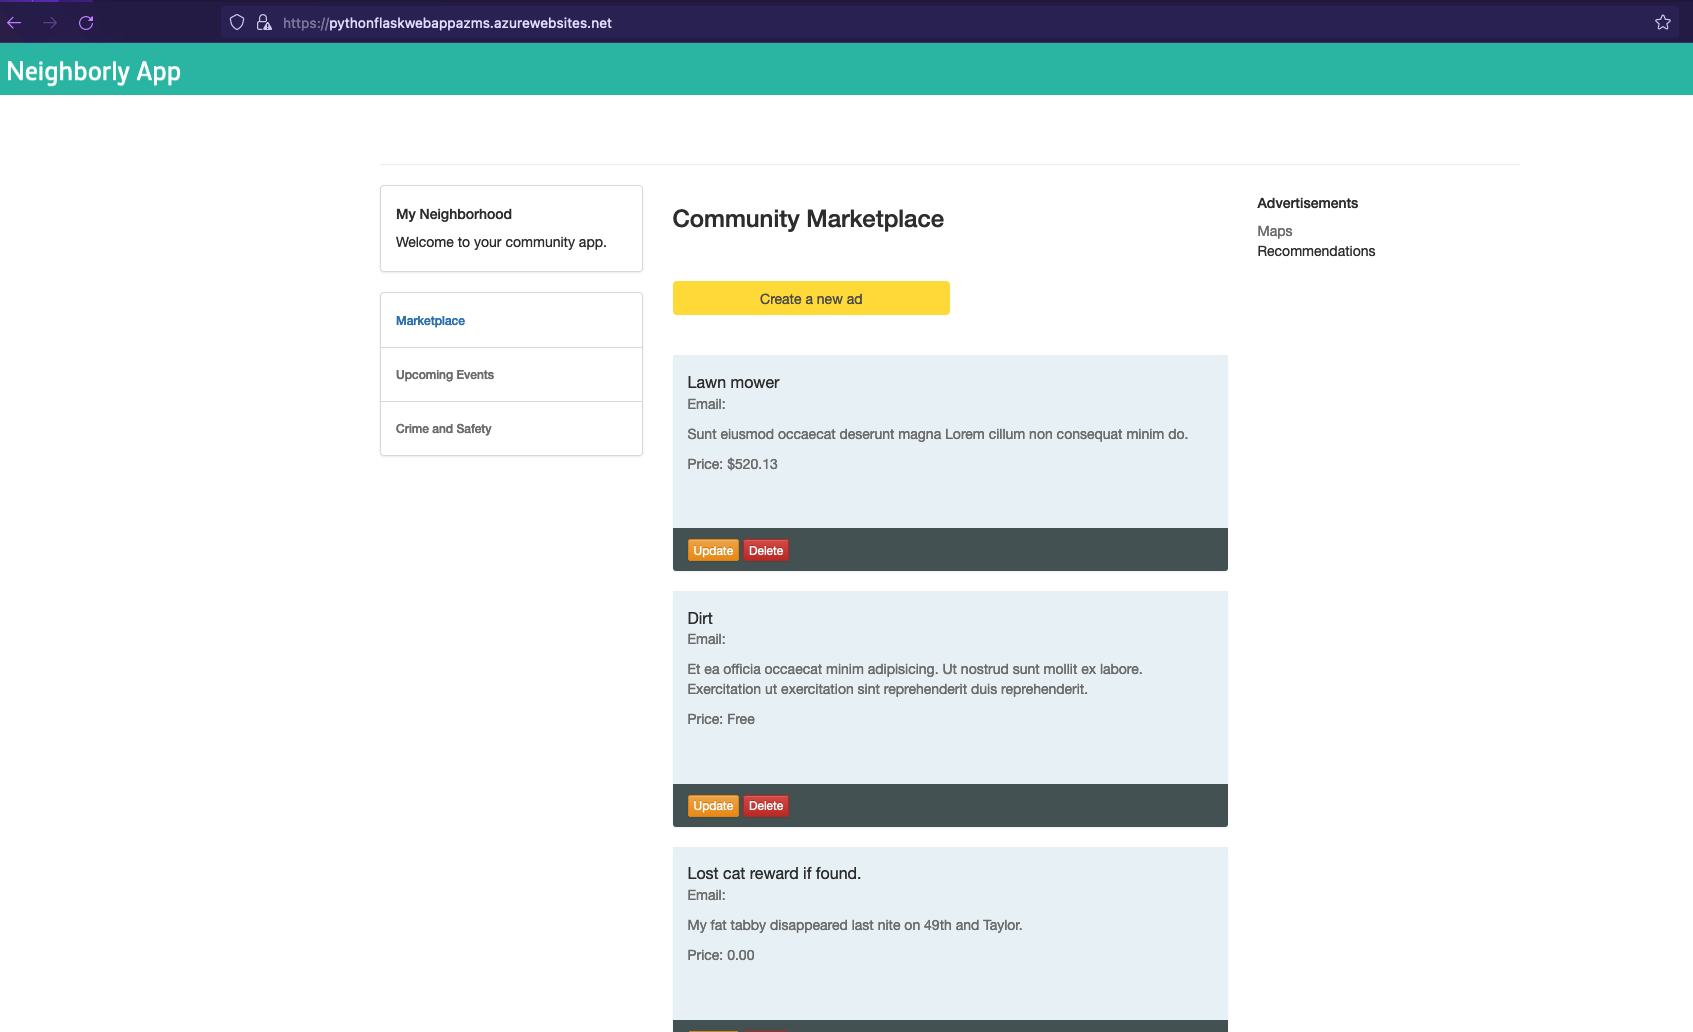 https://pythonflaskwebappazms.azurewebsites.net
Neighborly App
My Neighborhood
Welcome to your community app.
Marketplace
Upcoming Events
Crime and Safety
Community Marketplace
Create a new ad
Lawn mower
Email:
Sunt eiusmod occaecat deserunt magna Lorem cillum non consequat minim do.
Price: $520.13
Update Delete
Dirt
Email:
Et ea officia occaecat minim adipisicing. Ut nostrud sunt mollit ex labore.
Exercitation ut exercitation sint reprehenderit duis reprehenderit.
Price: Free
Update Delete
Lost cat reward if found.
Email:
My fat tabby disappeared last nite on 49th and Taylor.
Price: 0.00
Advertisements
Maps
Recommendations